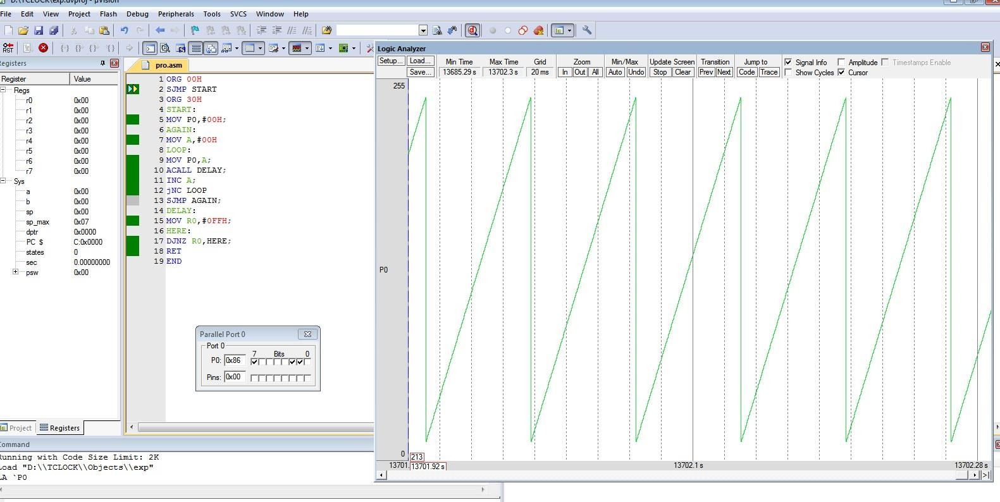 D:\TCLOCK\exp.uvproj - µVision
File Edit View Project Flash Debug Peripherals Tools SVCS Window Help
RST
Registers
Register Value
Regs
r0 0x00
r1 0x00
r2 0x00
r3 0x00
r4 0x00
r5 0x00
r6 0x00
r7 0x00
Sys
a 0x00
b 0x00
sp 0x00
sp_max 0x07
dptr 0x0000
PC $ C:0x0000
states 0
sec 0.00000000
psw 0x00
Project Registers
pro.asm
1 ORG 00H
2 SJMP START
3 ORG 30H
4 START:
5 MOV P0,#00H;
6 AGAIN:
7 MOV A,#00H
8 LOOP:
9 MOV P0,A;
10 ACALL DELAY;
11 INC A;
12 jNC LOOP
13 SJMP AGAIN;
14 DELAY:
15 MOV R0,#0FFH;
16 HERE:
17 DJNZ R0,HERE;
18 RET
19 END
Parallel Port 0
Port 0
7 Bits 0
P0: 0x86
Pins: 0x00
Logic Analyzer
Setup... Load... Min Time Max Time Grid Zoom Min/Max Update Screen Transition Jump to Signal Info Amplitude Timestamps Enable
Save... 13685.29 s 13702.3 s 20 ms In Out All Auto Undo Stop Clear Prev Next Code Trace Show Cycles Cursor
255
P0
0
213
13701. 13701.92 s 13702.1 s 13702.28 s
Command
Running with Code Size Limit: 2K
Load "D:\\TCLOCK\\Objects\\exp"
LA `P0